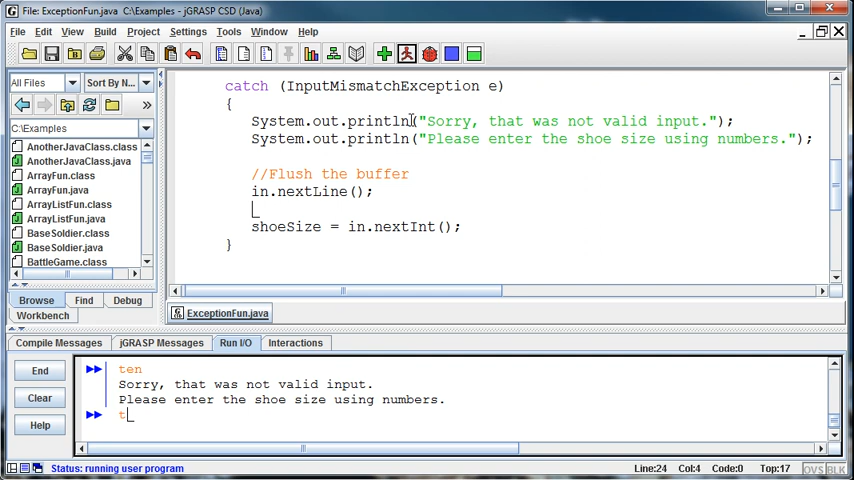 File: ExceptionFun.java C:\Examples - jGRASP CSD (Java)
File Edit View Build Project Settings Tools Window Help
All Files Sort By N...
C:\Examples
AnotherJavaClass.class
AnotherJavaClass.java
ArrayFun.class
ArrayFun.java
ArrayListFun.class
ArrayListFun.java
BaseSoldier.class
BaseSoldier.java
BattleGame.class
Browse Find Debug
Workbench
catch (InputMismatchException e)
{
System.out.println("Sorry, that was not valid input.");
System.out.println("Please enter the shoe size using numbers.");
//Flush the buffer
in.nextLine();
shoeSize = in.nextInt();
}
ExceptionFun.java
Compile Messages jGRASP Messages Run I/O Interactions
End
Clear
Help
ten
Sorry, that was not valid input.
Please enter the shoe size using numbers.
t
Status: running user program Line:24 Col:4 Code:0 Top:17 OVS BLK